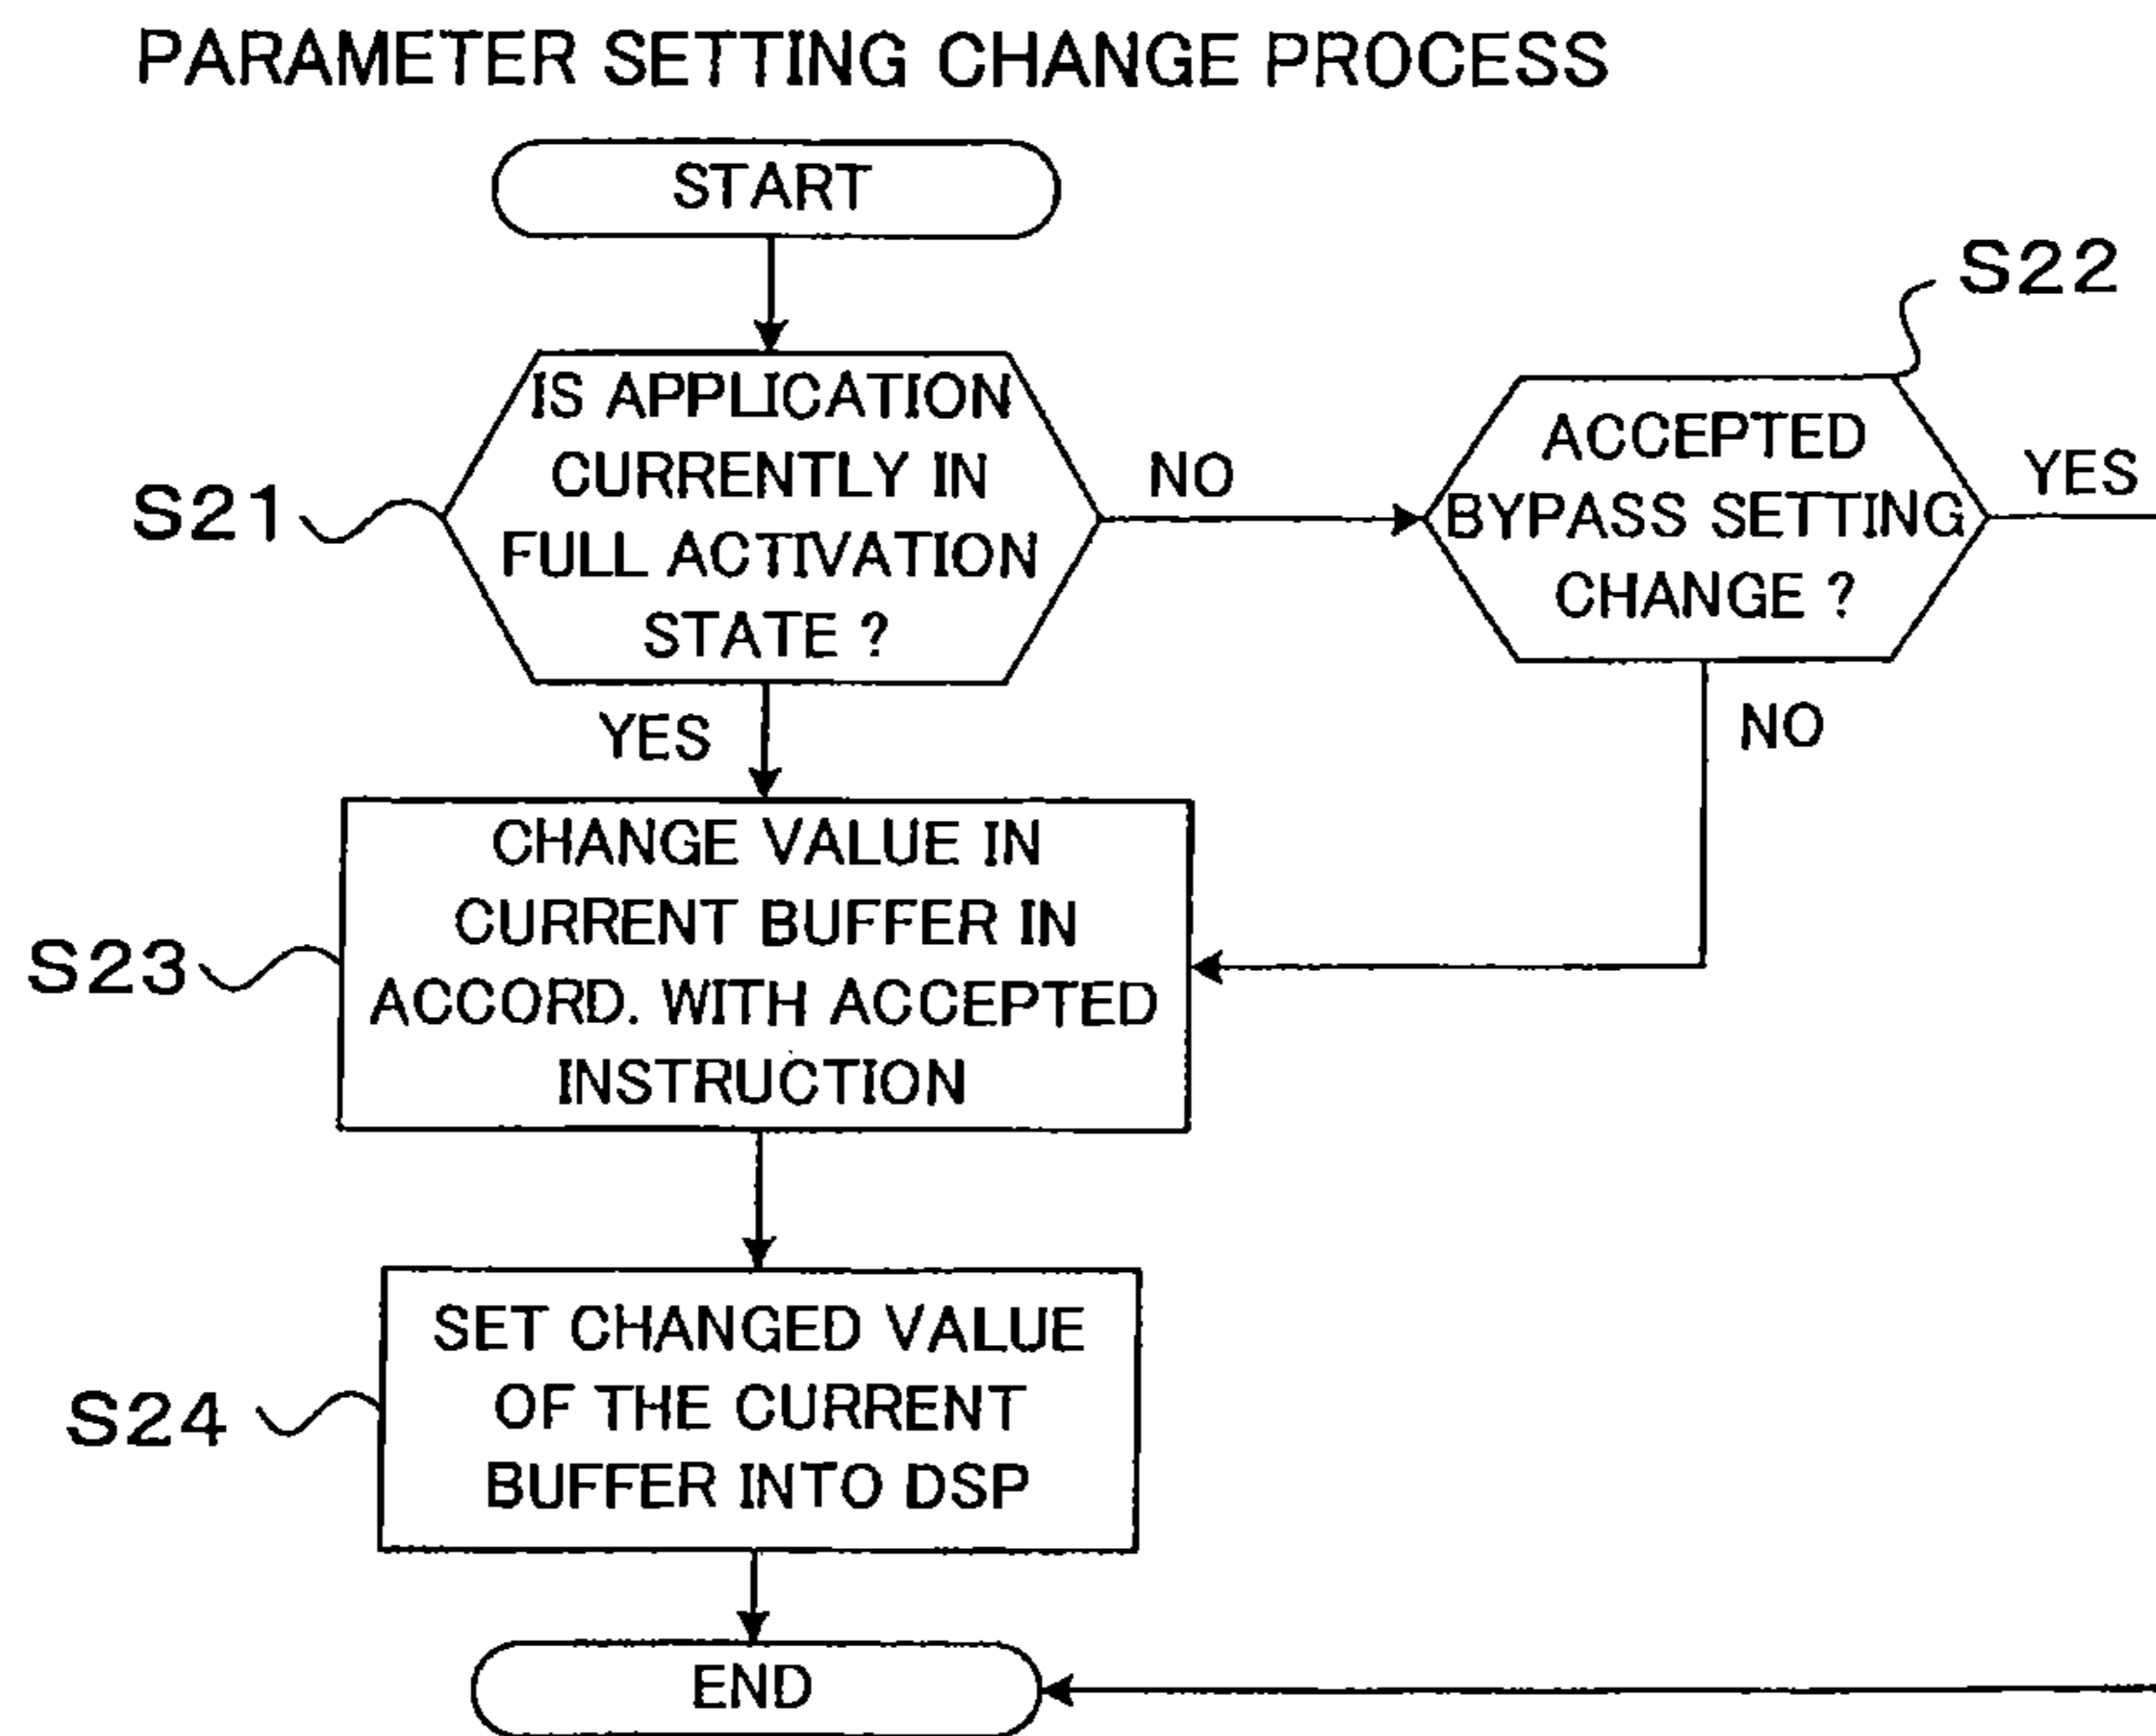 PARAMETER SETTING CHANGE PROCESS
START
S22
IS APPLICATION
CURRENTLY IN
FULL ACTIVATION
STATE ?
S21
NO
ACCEPTED
BYPASS SETTING
CHANGE ?
YES
YES
NO
CHANGE VALUE IN
CURRENT BUFFER IN
ACCORD. WITH ACCEPTED
INSTRUCTION
S23
SET CHANGED VALUE
OF THE CURRENT
BUFFER INTO DSP
S24
END